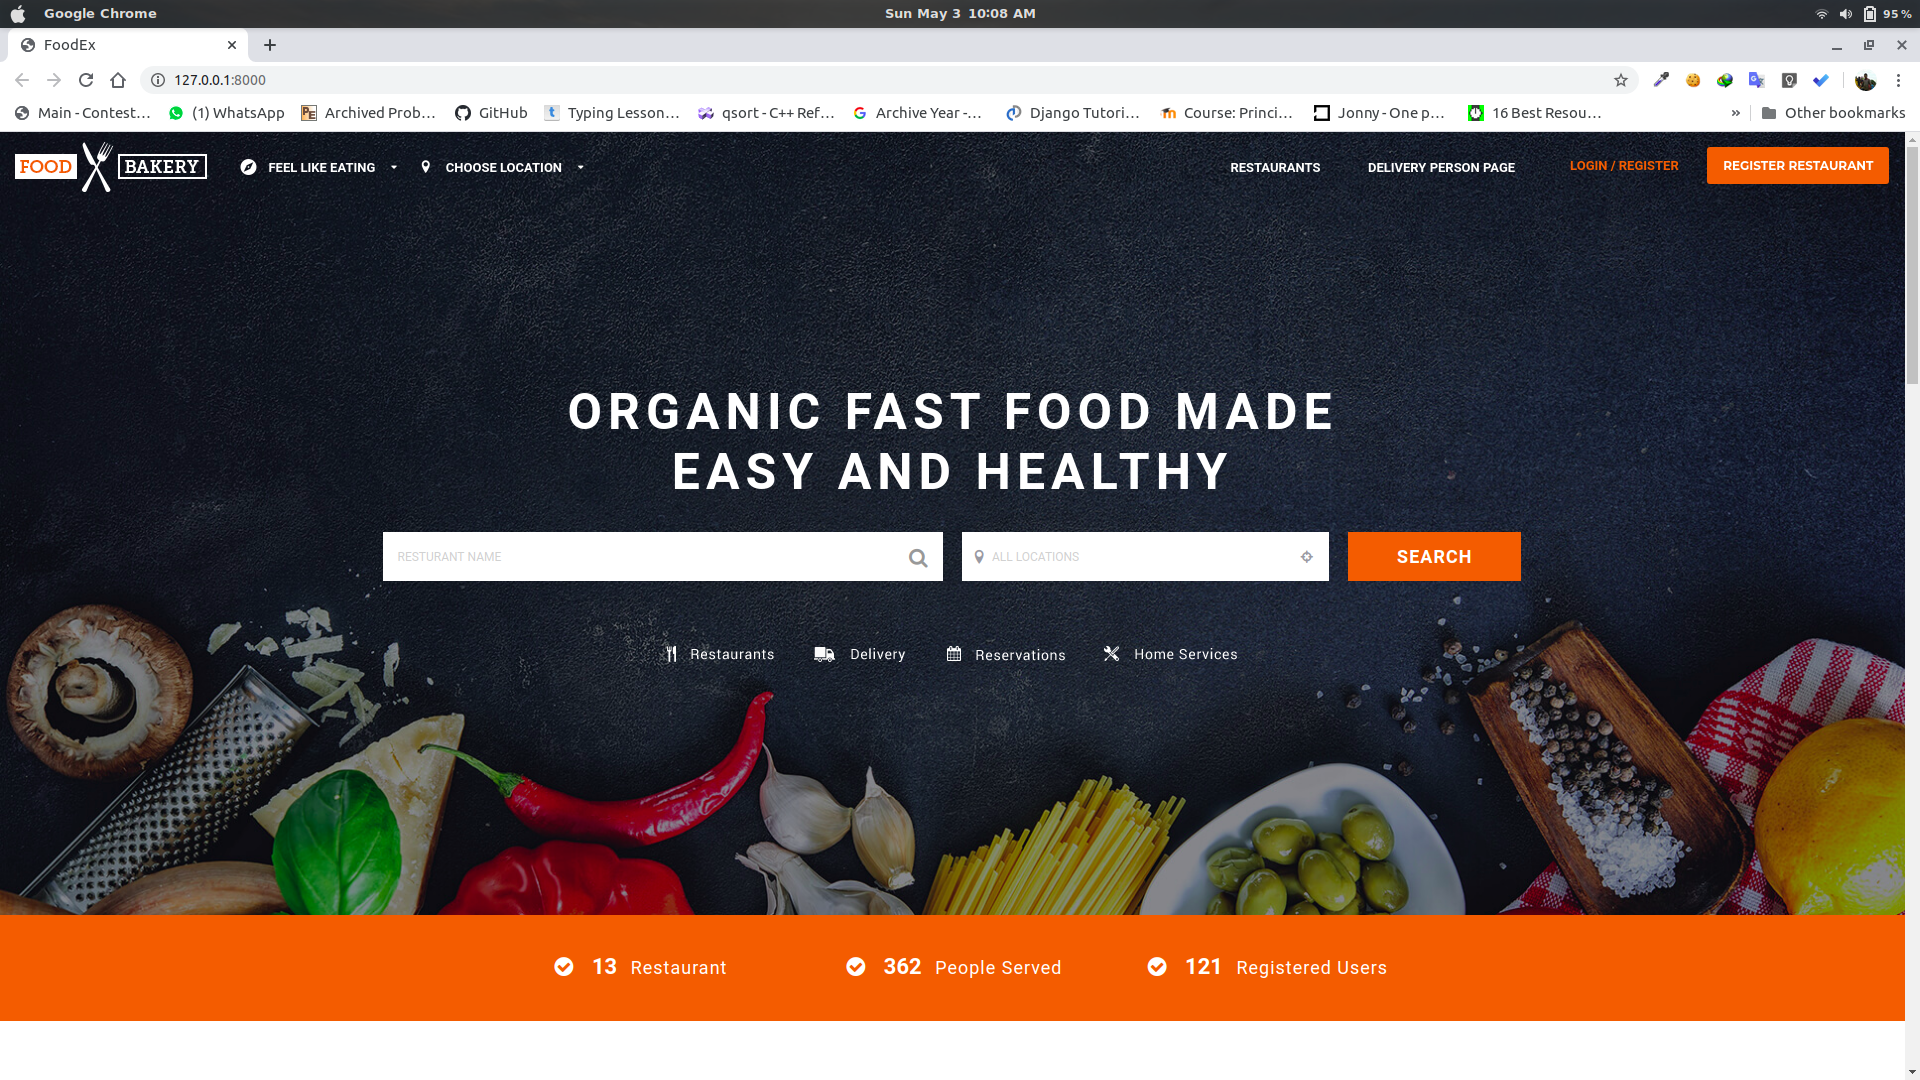 Google Chrome
Sun May 3 10:08 AM
95 %
FoodEx
127.0.0.1:8000
Main - Contest…
(1) WhatsApp
Archived Prob…
GitHub
Typing Lesson…
qsort - C++ Ref…
Archive Year -…
Django Tutori…
Course: Princi…
Jonny - One p…
16 Best Resou…
»
Other bookmarks
FOOD BAKERY
FEEL LIKE EATING
CHOOSE LOCATION
RESTAURANTS
DELIVERY PERSON PAGE
LOGIN / REGISTER
REGISTER RESTAURANT
ORGANIC FAST FOOD MADE
EASY AND HEALTHY
RESTURANT NAME
ALL LOCATIONS
SEARCH
Restaurants
Delivery
Reservations
Home Services
13 Restaurant
362 People Served
121 Registered Users